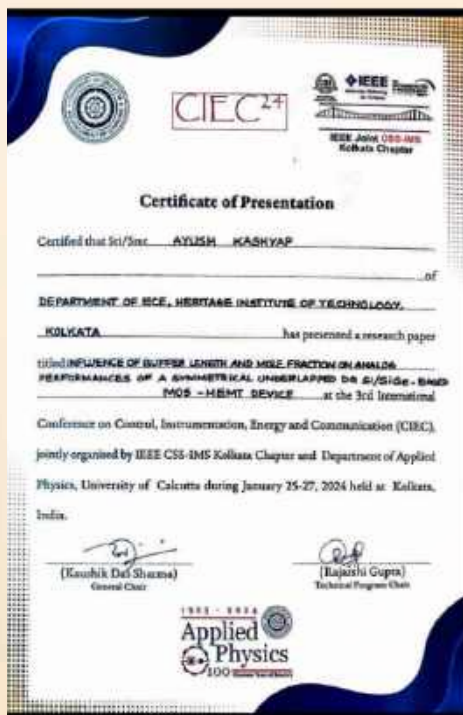 CIEC24
IEEE
IEEE Joint CSS-IMS
Kolkata Chapter
Certificate of Presentation
Certified that Sri/Smt AYUSH KASHYAP
of
DEPARTMENT OF ECE, HERITAGE INSTITUTE OF TECHNOLOGY,
KOLKATA has presented a research paper
titled INFLUENCE OF BUFFER LENGTH AND MOLE FRACTION ON ANALOG
PERFORMANCES OF A SYMMETRICAL UNDERLAPPED DG Si/SiGe-BASED
MOS-HEMT DEVICE at the 3rd International
Conference on Control, Instrumentation, Energy and Communication (CIEC),
jointly organised by IEEE CSS-IMS Kolkata Chapter and Department of Applied
Physics, University of Calcutta during January 25-27, 2024 held at Kolkata,
India.
(Kaushik Das Sharma) (Rajarshi Gupta)
General Chair Technical Program Chair
Applied
Physics
100